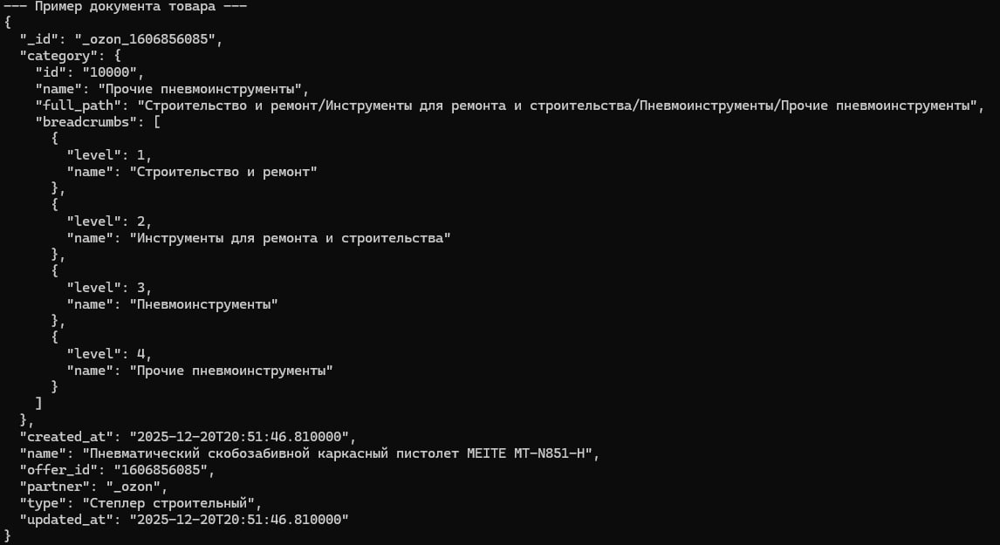 --- Пример документа товара ---
{
  "_id": "_ozon_1606856085",
  "category": {
    "id": "10000",
    "name": "Прочие пневмоинструменты",
    "full_path": "Строительство и ремонт/Инструменты для ремонта и строительства/Пневмоинструменты/Прочие пневмоинструменты",
    "breadcrumbs": [
      {
        "level": 1,
        "name": "Строительство и ремонт"
      },
      {
        "level": 2,
        "name": "Инструменты для ремонта и строительства"
      },
      {
        "level": 3,
        "name": "Пневмоинструменты"
      },
      {
        "level": 4,
        "name": "Прочие пневмоинструменты"
      }
    ]
  },
  "created_at": "2025-12-20T20:51:46.810000",
  "name": "Пневматический скобозабивной каркасный пистолет MEITE MT-N851-H",
  "offer_id": "1606856085",
  "partner": "_ozon",
  "type": "Степлер строительный",
  "updated_at": "2025-12-20T20:51:46.810000"
}